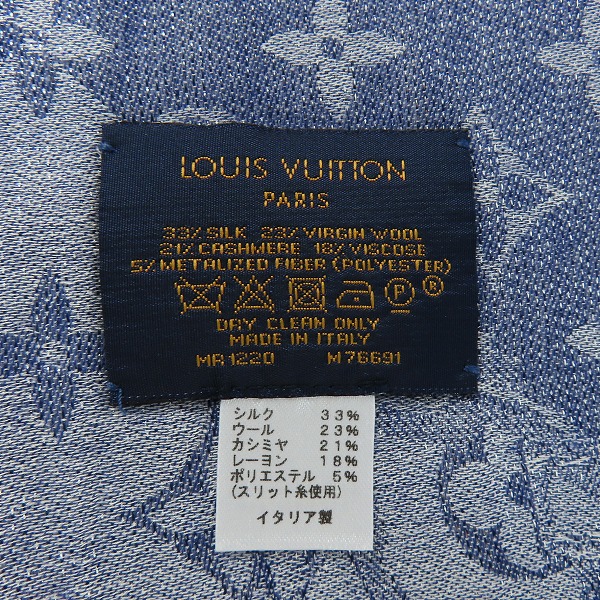 LOUIS VUITTON
PARIS
33% SILK 23% VIRGIN WOOL
21% CASHMERE 18% VISCOSE
5% METALIZED FIBER (POLYESTER)
P R
DRY CLEAN ONLY
MADE IN ITALY
MR1220 M76691
シルク 33%
ウール 23%
カシミヤ 21%
レーヨン 18%
ポリエステル 5%
(スリット糸使用)
イタリア製